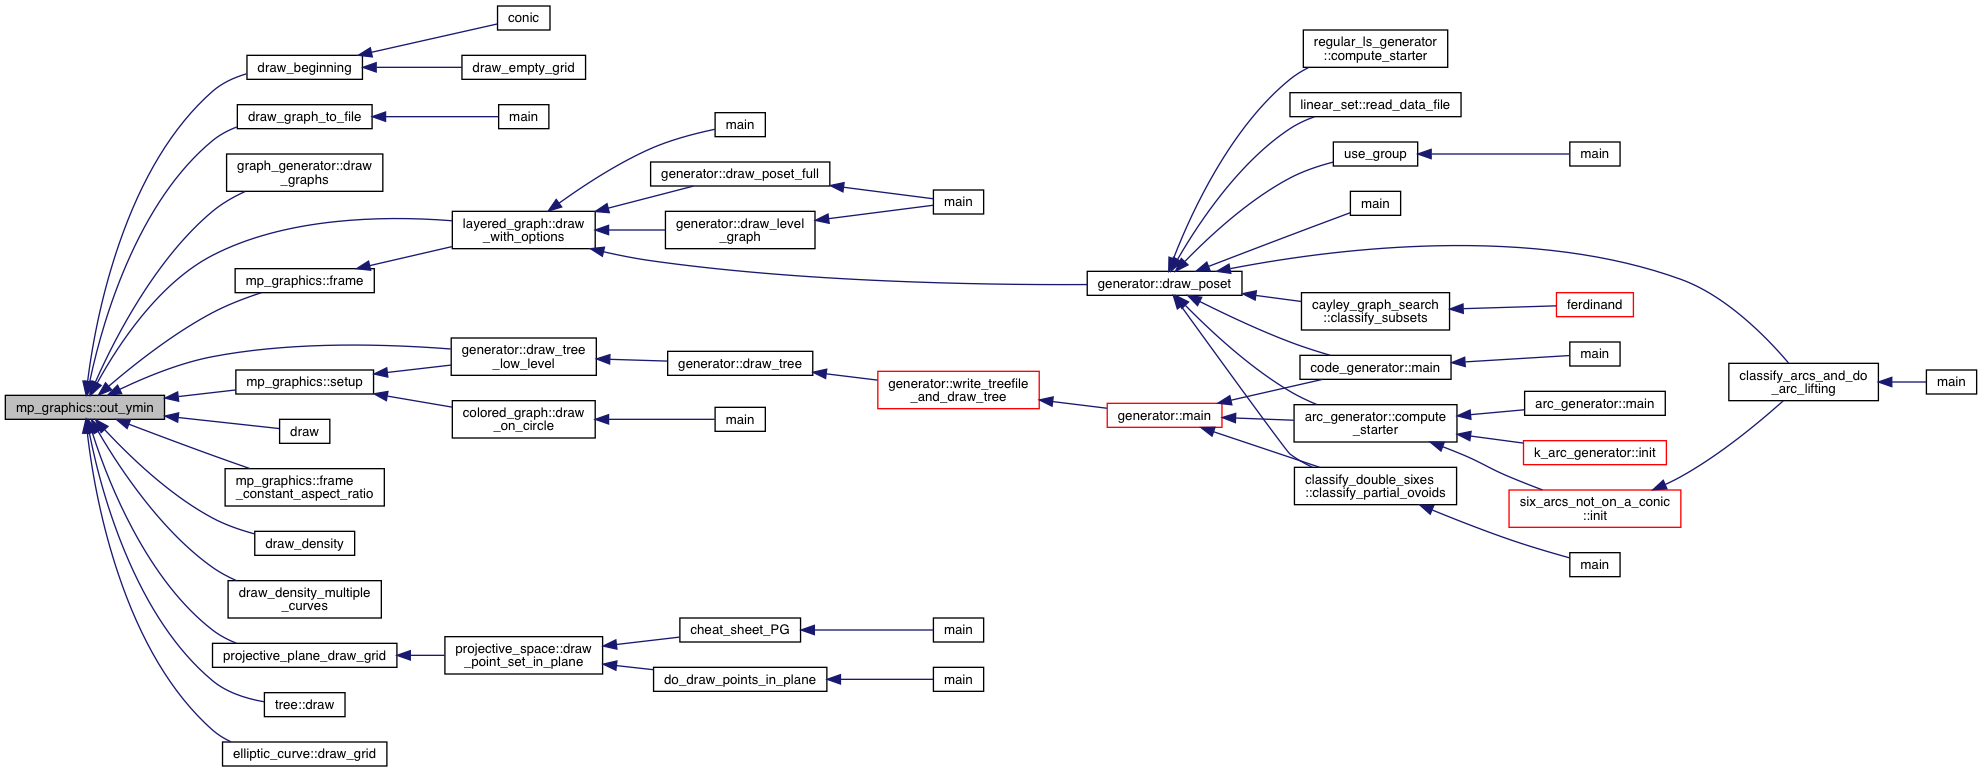 mp_graphics::out_ymin
draw_beginning
conic
draw_empty_grid
draw_graph_to_file
main
graph_generator::draw
_graphs
layered_graph::draw
_with_options
main
generator::draw_poset_full
main
generator::draw_level
_graph
generator::draw_poset
regular_ls_generator
::compute_starter
linear_set::read_data_file
use_group
main
main
cayley_graph_search
::classify_subsets
ferdinand
code_generator::main
main
arc_generator::compute
_starter
arc_generator::main
k_arc_generator::init
six_arcs_not_on_a_conic
::init
classify_arcs_and_do
_arc_lifting
main
classify_double_sixes
::classify_partial_ovoids
main
mp_graphics::frame
generator::draw_tree
_low_level
generator::draw_tree
generator::write_treefile
_and_draw_tree
generator::main
mp_graphics::setup
colored_graph::draw
_on_circle
main
draw
mp_graphics::frame
_constant_aspect_ratio
draw_density
draw_density_multiple
_curves
projective_plane_draw_grid
projective_space::draw
_point_set_in_plane
cheat_sheet_PG
main
do_draw_points_in_plane
main
tree::draw
elliptic_curve::draw_grid